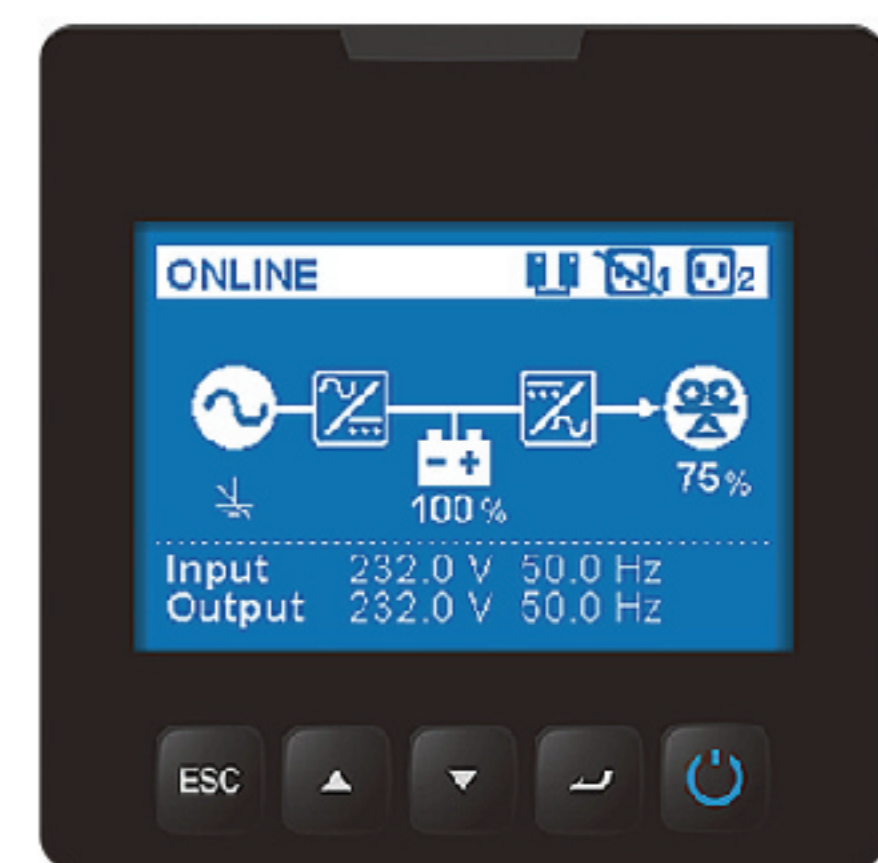 ONLINE 1 2
75%
100%
Input 232.0 V 50.0 Hz
Output 232.0 V 50.0 Hz
ESC